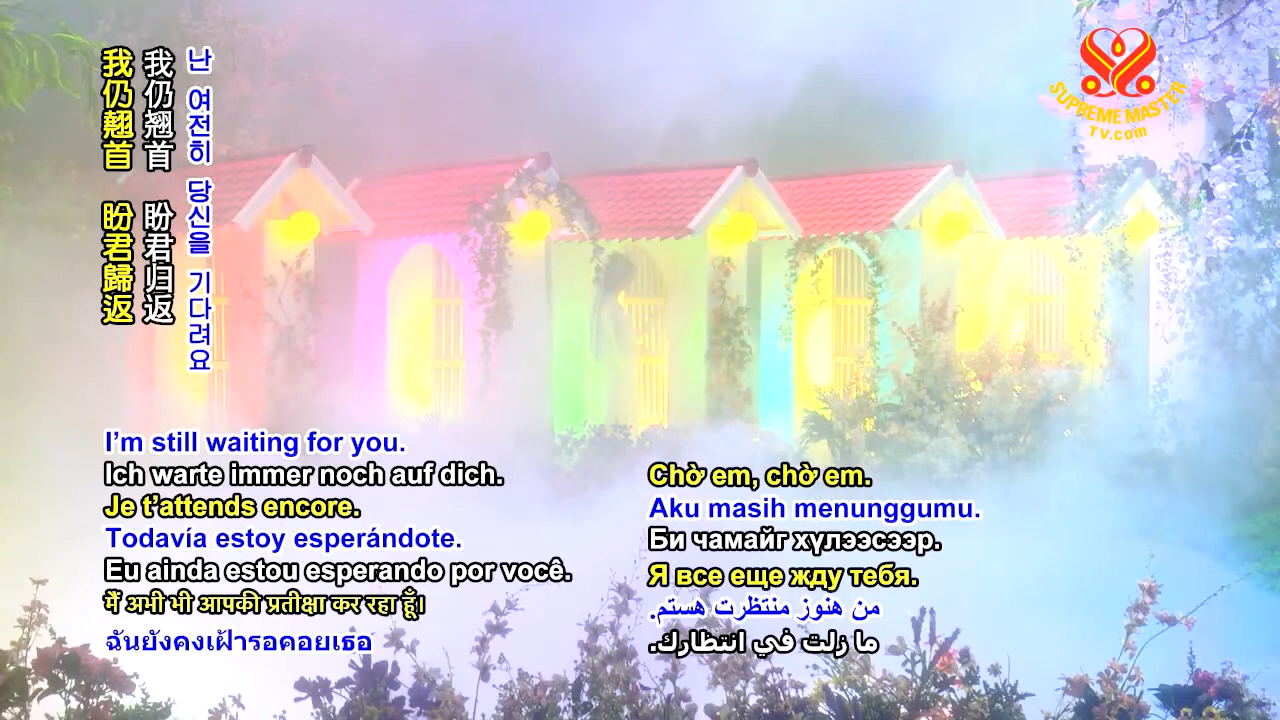 我仍翹首 盼君歸返
我仍翘首 盼君归返
난 여전히 당신을 기다려요
SUPREME MASTER
TV.com
I’m still waiting for you.
Ich warte immer noch auf dich.
Je t’attends encore.
Todavía estoy esperándote.
Eu ainda estou esperando por você.
मैं अभी भी आपकी प्रतीक्षा कर रहा हूँ।
ฉันยังคงเฝ้ารอคอยเธอ
Chờ em, chờ em.
Aku masih menunggumu.
Би чамайг хүлээсээр.
Я все еще жду тебя.
من هنوز منتظرت هستم.
ما زلت في انتظارك.